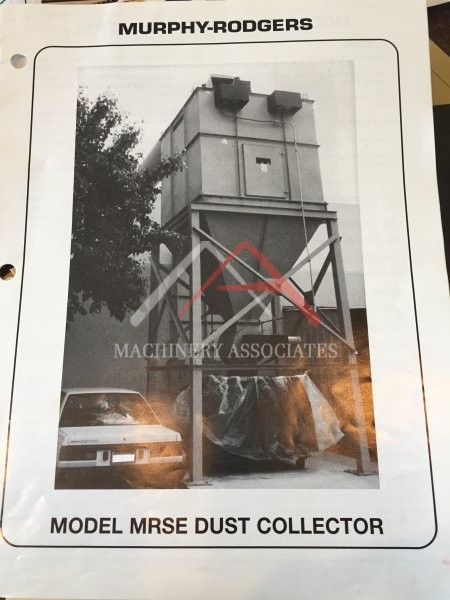 MURPHY-RODGERS
MACHINERY ASSOCIATES
MODEL MRSE DUST COLLECTOR